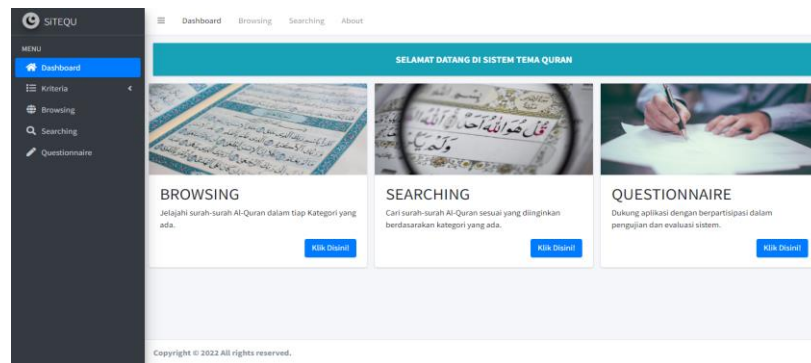 SITEQU
Dashboard Browsing Searching About
MENU
Dashboard
Kriteria
Browsing
Searching
Questionnaire
SELAMAT DATANG DI SISTEM TEMA QURAN
قُلْ هُوَ اللَّهُ أَحَدٌ
BROWSING
Jelajahi surah-surah Al-Quran dalam tiap Kategori yang
ada.
Klik Disini!
SEARCHING
Cari surah-surah Al-Quran sesuai yang diinginkan
berdasarakan kategori yang ada.
Klik Disini!
QUESTIONNAIRE
Dukung aplikasi dengan berpartisipasi dalam
pengujian dan evaluasi sistem.
Klik Disini!
Copyright © 2022 All rights reserved.